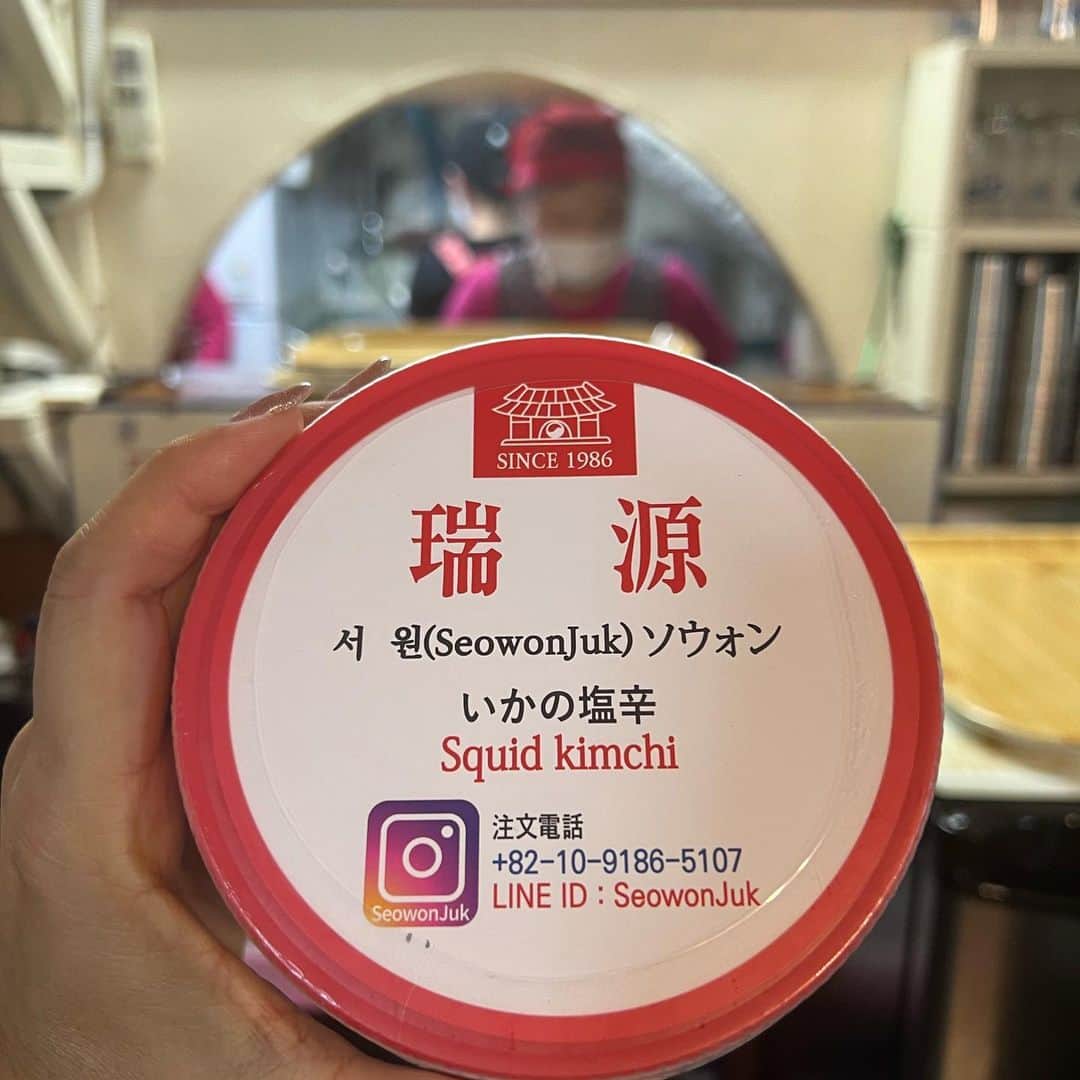 SINCE 1986
瑞 源
서 원(SeowonJuk) ソウォン
いかの塩辛
Squid kimchi
注文電話
+82-10-9186-5107
LINE ID : SeowonJuk
SeowonJuk